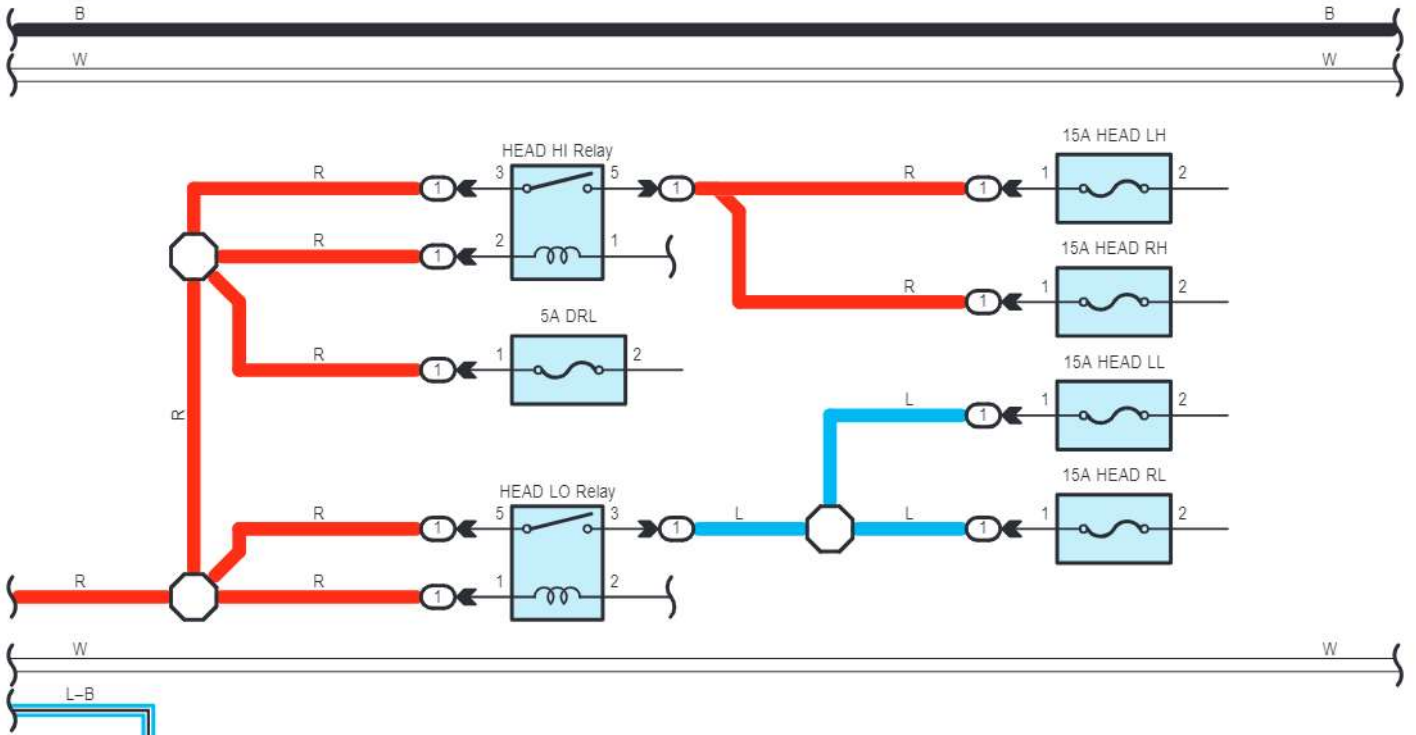 B B
W W
15A HEAD LH
HEAD HI Relay
R 1 3 5 1 R 1 1 2
R 1 2 1
15A HEAD RH
R 1 1 2
5A DRL
R 1 1 2
15A HEAD LL
L 1 1 2
R
15A HEAD RL
HEAD LO Relay
R 1 5 3 1 L L 1 1 2
R R 1 1 2
W W
L–B